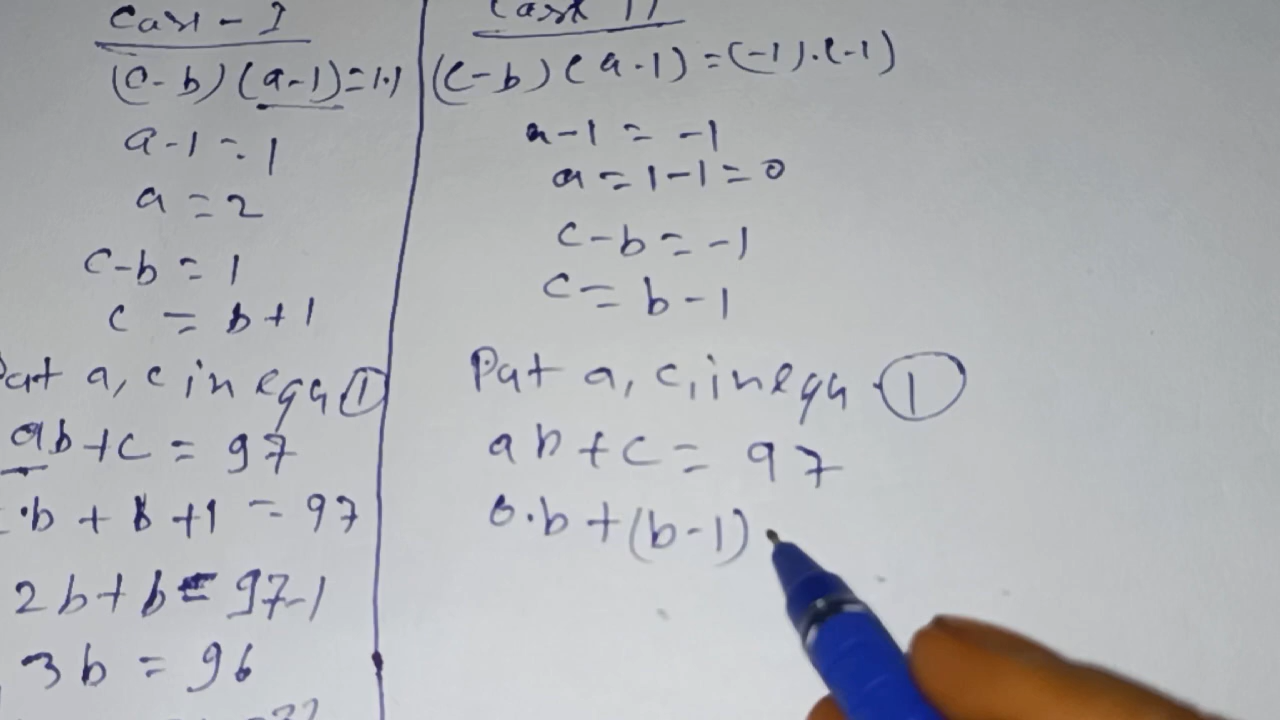 Case - I
(c-b)(a-1)=1.1
a-1 = 1
a = 2
c-b = 1
c = b+1
Put a, c in equ ①
ab+c = 97
.b + b +1 = 97
2b+b = 97-1
3b = 96
Case II
(c-b)(a-1)=(-1).(-1)
a-1 = -1
a = 1-1 = 0
c-b = -1
c = b-1
Put a, c, in equ ①
ab+c = 97
0.b+(b-1)